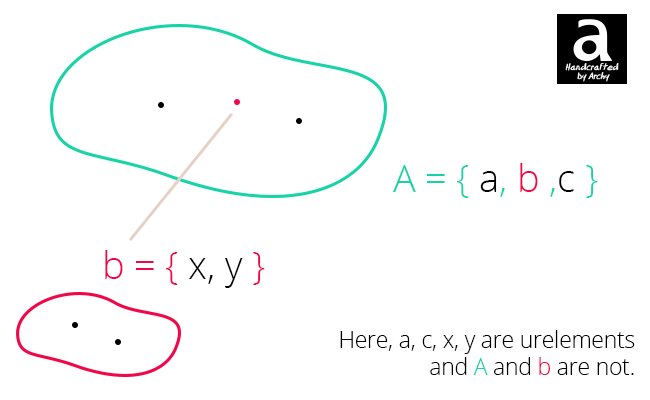 a
Handcrafted
by Archy
A = { a, b ,c }
b = { x, y }
Here, a, c, x, y are urelements
and A and b are not.